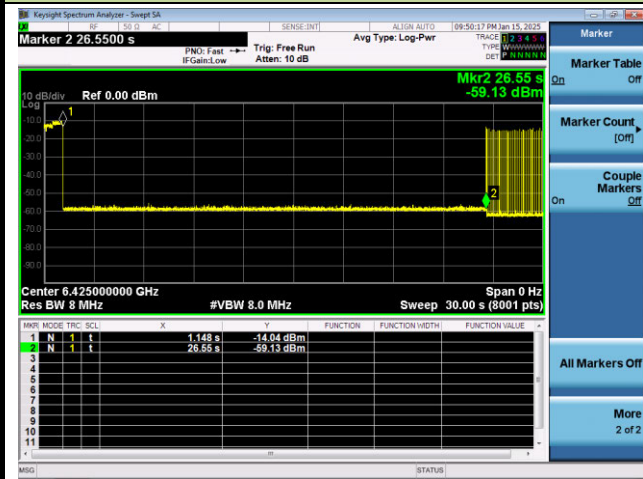 Keysight Spectrum Analyzer - Swept SA
RF 50 Ω AC SENSE:INT ALIGN AUTO 09:50:17 PM Jan 15, 2025
Marker 2 26.5500 s
Avg Type: Log-Pwr
TRACE 1 2 3 4 5 6
TYPE WWWWWW
DET P N N N N N
PNO: Fast
IFGain:Low
Trig: Free Run
Atten: 10 dB
Mkr2 26.55 s
-59.13 dBm
10 dB/div
Log
Ref 0.00 dBm
-10.0
-20.0
-30.0
-40.0
-50.0
-60.0
-70.0
-80.0
-90.0
1
2
Center 6.425000000 GHz
Span 0 Hz
Res BW 8 MHz
#VBW 8.0 MHz
Sweep 30.00 s (8001 pts)
MKR MODE TRC SCL X Y FUNCTION FUNCTION WIDTH FUNCTION VALUE
1 N 1 t 1.148 s -14.04 dBm
2 N 1 t 26.55 s -59.13 dBm
3
4
5
6
7
8
9
10
11
MSG
STATUS
Marker
Marker Table
On Off
Marker Count
[Off]
Couple
Markers
On Off
All Markers Off
More
2 of 2